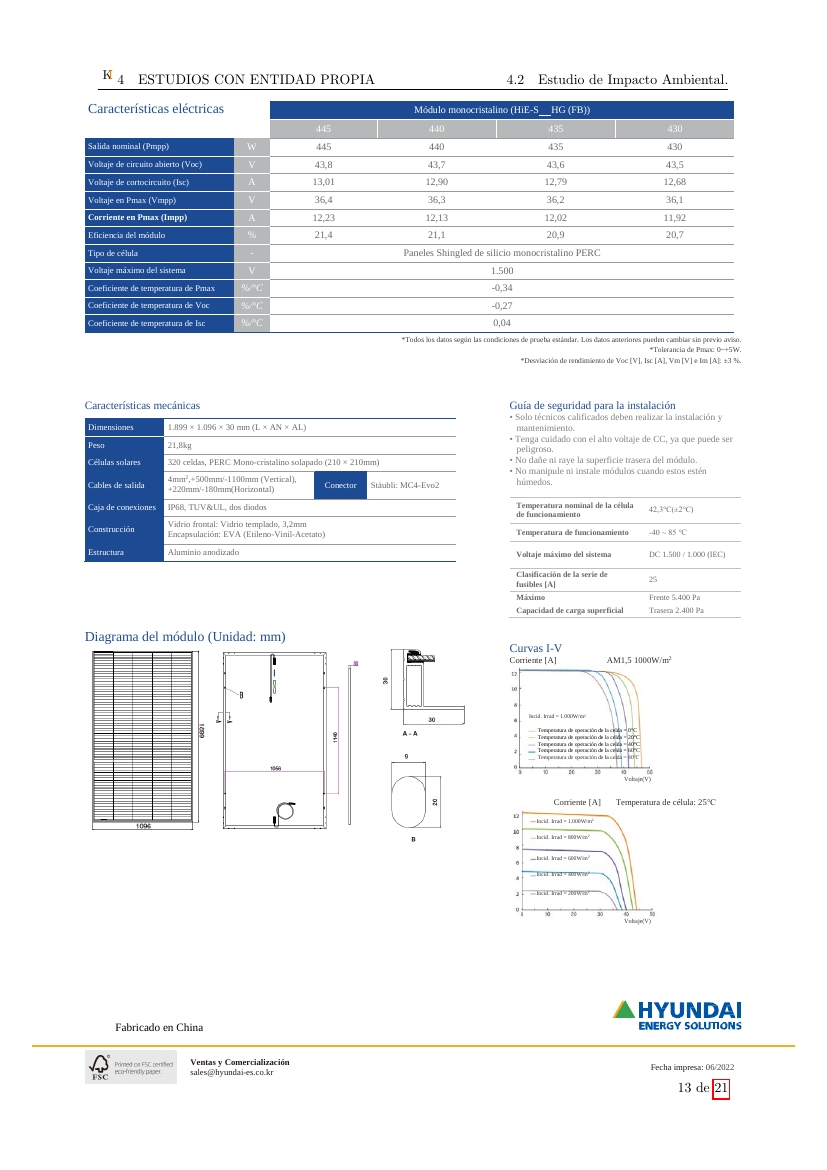 4 ESTUDIOS CON ENTIDAD PROPIA 4.2 Estudio de Impacto Ambiental.
Características eléctricas
Módulo monocristalino (HiE-S__HG (FB))
445 440 435 430
Salida nominal (Pmpp) W 445 440 435 430
Voltaje de circuito abierto (Voc) V 43,8 43,7 43,6 43,5
Voltaje de cortocircuito (Isc) A 13,01 12,90 12,79 12,68
Voltaje en Pmax (Vmpp) V 36,4 36,3 36,2 36,1
Corriente en Pmax (Impp) A 12,23 12,13 12,02 11,92
Eficiencia del módulo % 21,4 21,1 20,9 20,7
Tipo de célula - Paneles Shingled de silicio monocristalino PERC
Voltaje máximo del sistema V 1.500
Coeficiente de temperatura de Pmax %/°C -0,34
Coeficiente de temperatura de Voc %/°C -0,27
Coeficiente de temperatura de Isc %/°C 0,04
*Todos los datos según las condiciones de prueba estándar. Los datos anteriores pueden cambiar sin previo aviso.
*Tolerancia de Pmax: 0~+5W.
*Desviación de rendimiento de Voc [V], Isc [A], Vm [V] e Im [A]: ±3 %.
Características mecánicas
Dimensiones 1.899 × 1.096 × 30 mm (L × AN × AL)
Peso 21,8kg
Células solares 320 celdas, PERC Mono-cristalino solapado (210 × 210mm)
Cables de salida 4mm²,+500mm/-1100mm (Vertical),
+220mm/-180mm(Horizontal) Conector Stäubli: MC4-Evo2
Caja de conexiones IP68, TUV&UL, dos diodos
Construcción Vidrio frontal: Vidrio templado, 3,2mm
Encapsulación: EVA (Etileno-Vinil-Acetato)
Estructura Aluminio anodizado
Guía de seguridad para la instalación
• Solo técnicos calificados deben realizar la instalación y
mantenimiento.
• Tenga cuidado con el alto voltaje de CC, ya que puede ser
peligroso.
• No dañe ni raye la superficie trasera del módulo.
• No manipule ni instale módulos cuando estos estén
húmedos.
Temperatura nominal de la célula
de funcionamiento 42,3°C(±2°C)
Temperatura de funcionamiento -40 ~ 85 °C
Voltaje máximo del sistema DC 1.500 / 1.000 (IEC)
Clasificación de la serie de
fusibles [A] 25
Máximo Frente 5.400 Pa
Capacidad de carga superficial Trasera 2.400 Pa
Diagrama del módulo (Unidad: mm)
1096
1056
1140
30
30
A - A
9
20
B
B
Curvas I-V
Corriente [A] AM1,5 1000W/m²
12
10
8
6
4
2
0
Incid. Irrad = 1.000W/m²
Temperatura de operación de la celda = 0°C
Temperatura de operación de la celda = 20°C
Temperatura de operación de la celda = 40°C
Temperatura de operación de la celda = 60°C
0 10 20 30 40 50
Voltaje(V)
Corriente [A] Temperatura de célula: 25°C
12
10
8
6
4
2
0
Incid. Irrad = 1.000W/m²
Incid. Irrad = 800W/m²
Incid. Irrad = 600W/m²
Incid. Irrad = 400W/m²
Incid. Irrad = 200W/m²
0 10 20 30 40 50
Voltaje(V)
HYUNDAI
ENERGY SOLUTIONS
Fabricado en China
FSC
Printed on FSC certified
eco-friendly paper.
Ventas y Comercialización
sales@hyundai-es.co.kr
Fecha impresa: 06/2022
13 de 21